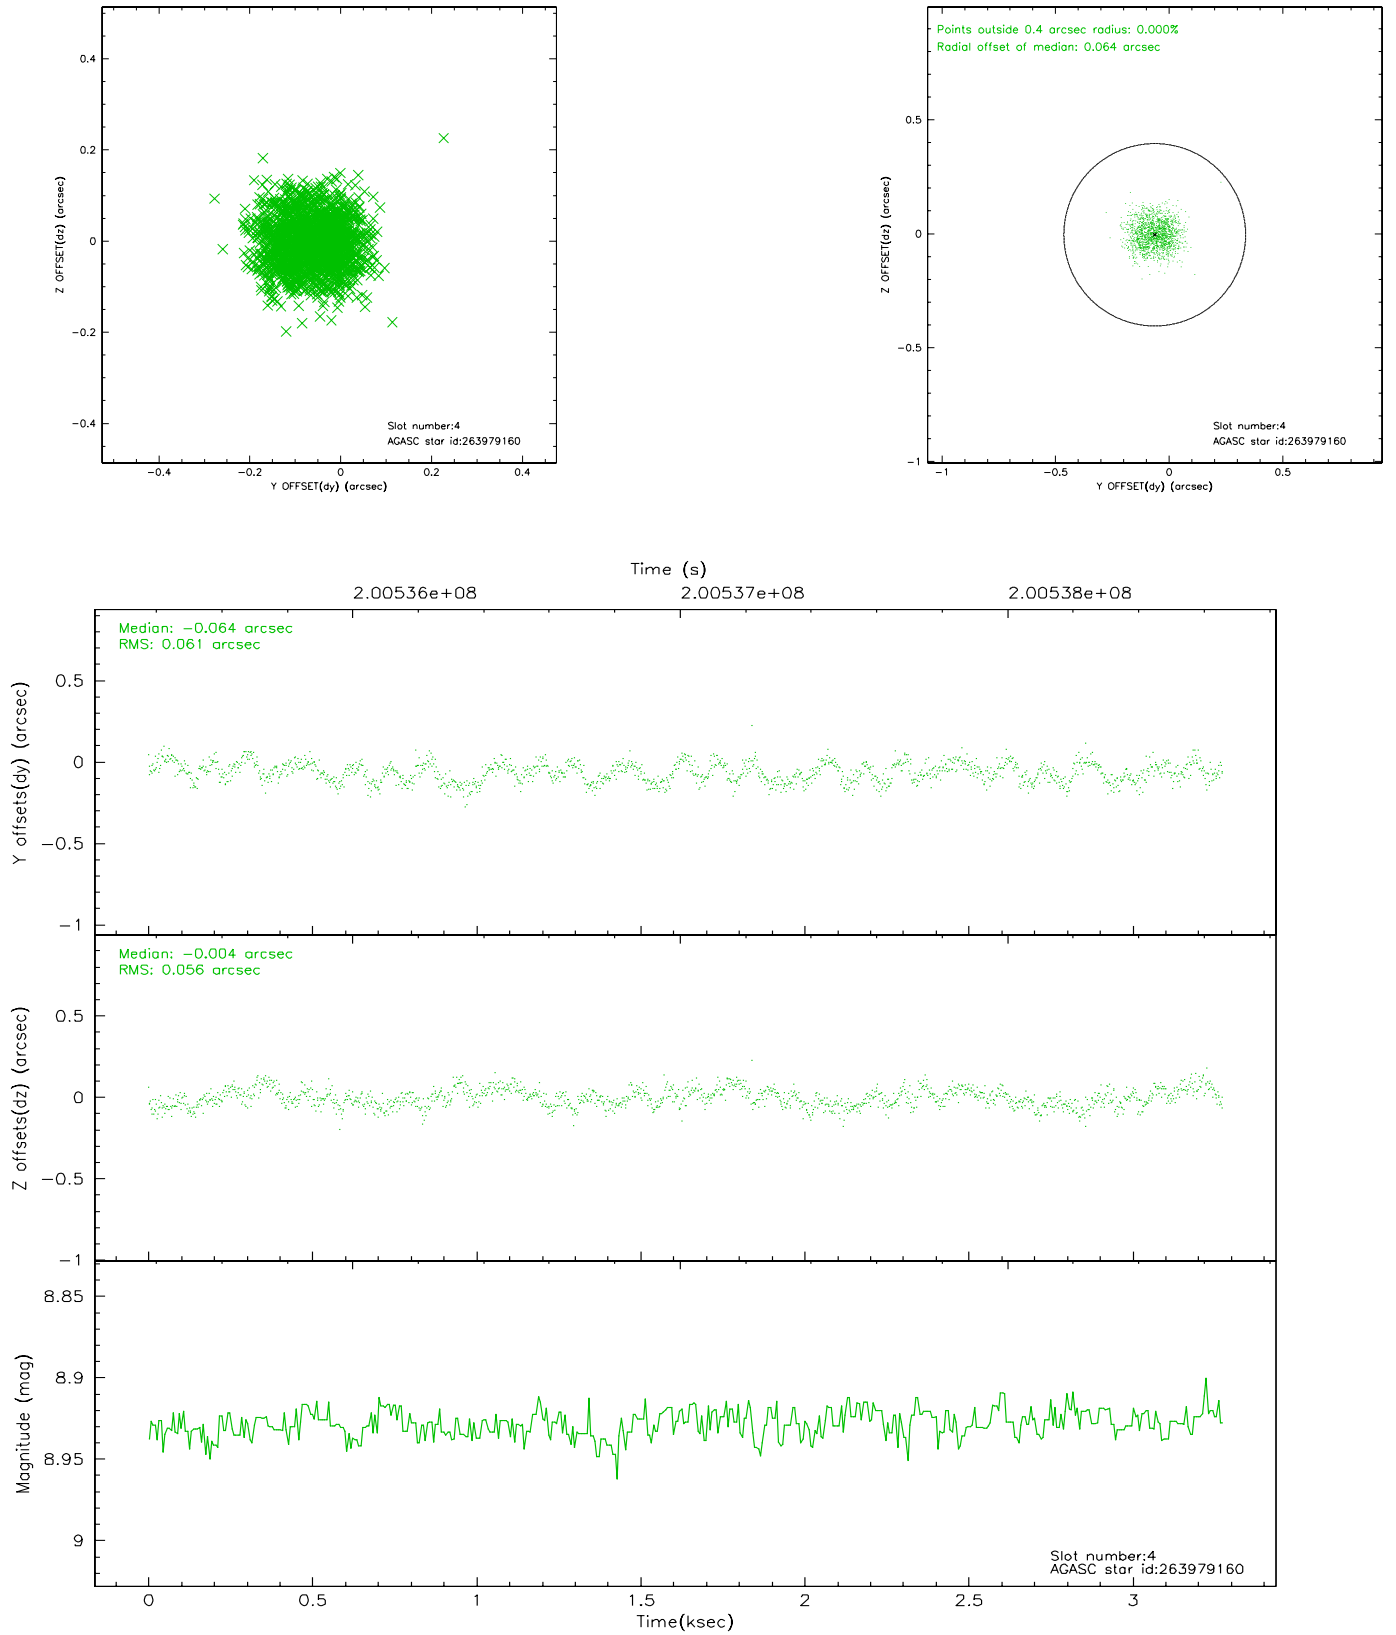 0.4
0.2
0
−0.2
−0.4
Z OFFSET(dz) (arcsec)
Slot number:4
AGASC star id:263979160
−0.4
−0.2
0
0.2
0.4
Y OFFSET(dy) (arcsec)
Points outside 0.4 arcsec radius: 0.000%
Radial offset of median: 0.064 arcsec
0.5
0
−0.5
−1
Z OFFSET(dz) (arcsec)
Slot number:4
AGASC star id:263979160
−1
−0.5
0
0.5
Y OFFSET(dy) (arcsec)
Time (s)
2.00536e+08
2.00537e+08
2.00538e+08
Median: −0.064 arcsec
RMS: 0.061 arcsec
0.5
0
−0.5
−1
Y offsets(dy) (arcsec)
Median: −0.004 arcsec
RMS: 0.056 arcsec
0.5
0
−0.5
−1
Z offsets(dz) (arcsec)
8.85
8.9
8.95
9
Magnitude (mag)
Slot number:4
AGASC star id:263979160
0
0.5
1
1.5
2
2.5
3
Time(ksec)